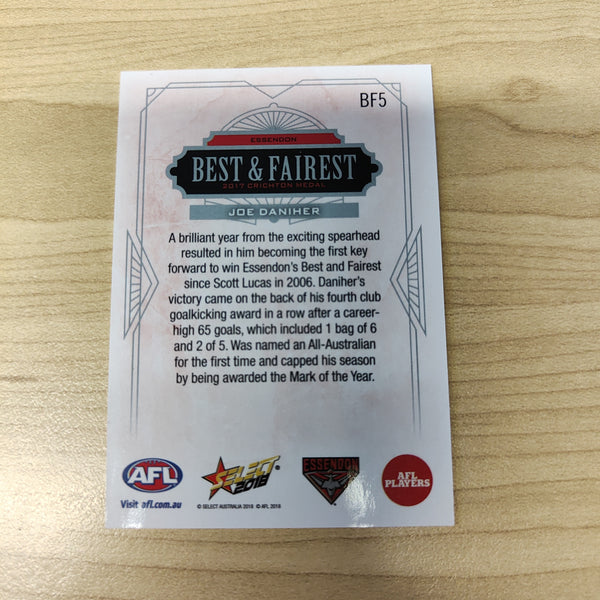 BF5
ESSENDON
BEST & FAIREST
2017 CRICHTON MEDAL
JOE DANIHER
A brilliant year from the exciting spearhead
resulted in him becoming the first key
forward to win Essendon's Best and Fairest
since Scott Lucas in 2006. Daniher's
victory came on the back of his fourth club
goalkicking award in a row after a career-
high 65 goals, which included 1 bag of 6
and 2 of 5. Was named an All-Australian
for the first time and capped his season
by being awarded the Mark of the Year.
AFL
Visit afl.com.au
SELECT
2018
© SELECT AUSTRALIA 2018 © AFL 2018
ESSENDON
AFL
PLAYERS